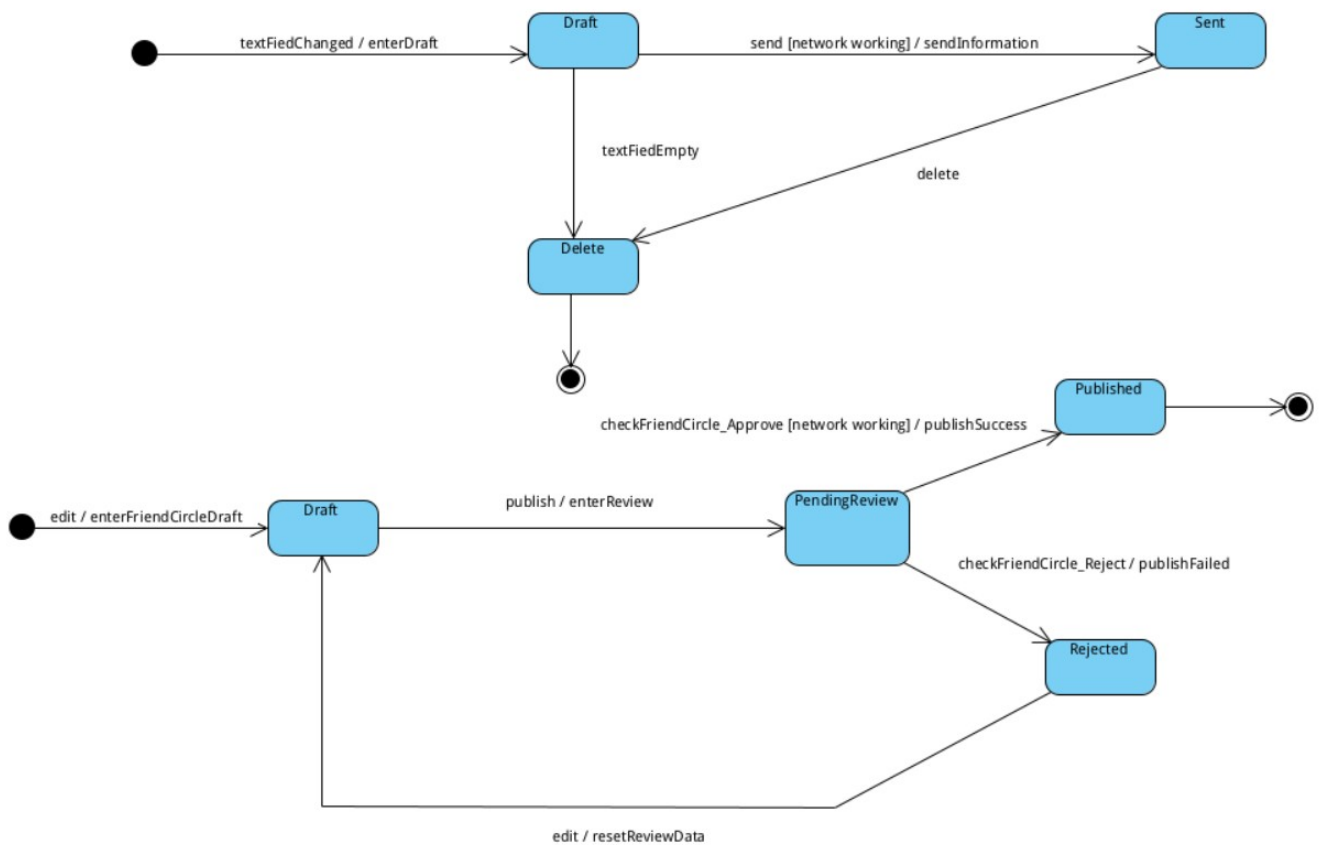 Draft
Sent
textFiedChanged / enterDraft
send [network working] / sendInformation
textFiedEmpty
delete
Delete
Published
checkFriendCircle_Approve [network working] / publishSuccess
edit / enterFriendCircleDraft
Draft
publish / enterReview
PendingReview
checkFriendCircle_Reject / publishFailed
Rejected
edit / resetReviewData